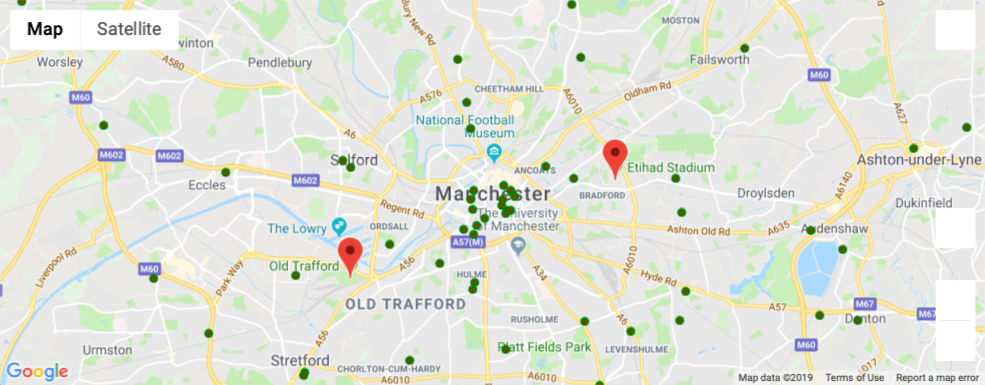 Map
Satellite
Bury New Rd
MOSTON
Swinton
Worsley
Pendlebury
A580
Failsworth
M60
M60
A576
CHEETHAM HILL
A6010
Oldham Rd
A627
National Football
Museum
A6
M602
M602
Salford
ANCOATS
Etihad Stadium
Ashton-under-Lyne
Eccles
M602
Manchester
BRADFORD
Droylsden
A6140
Dukinfield
Regent Rd
The University
of Manchester
The Lowry
ORDSALL
Ashton Old Rd
A635
Audenshaw
A57(M)
Liverpool Rd
M60
Park Way
Old Trafford
A56
HULME
A34
A6010
Hyde Rd
OLD TRAFFORD
A57
M67
M67
RUSHOLME
Denton
A56
Urmston
Stretford
Platt Fields Park
LEVENSHULME
M60
CHORLTON-CUM-HARDY
A6010
A6010
A017
Google
Map data ©2019
Terms of Use
Report a map error